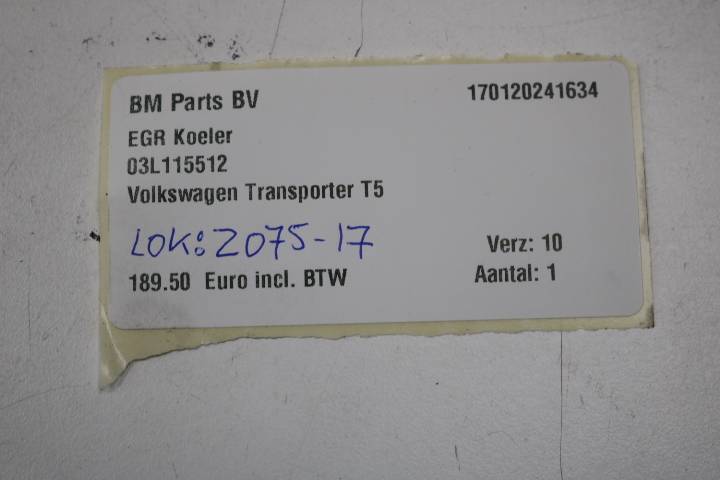 BM Parts BV 170120241634
EGR Koeler
03L115512
Volkswagen Transporter T5
LOK: 2075-17 Verz: 10
189.50 Euro incl. BTW Aantal: 1